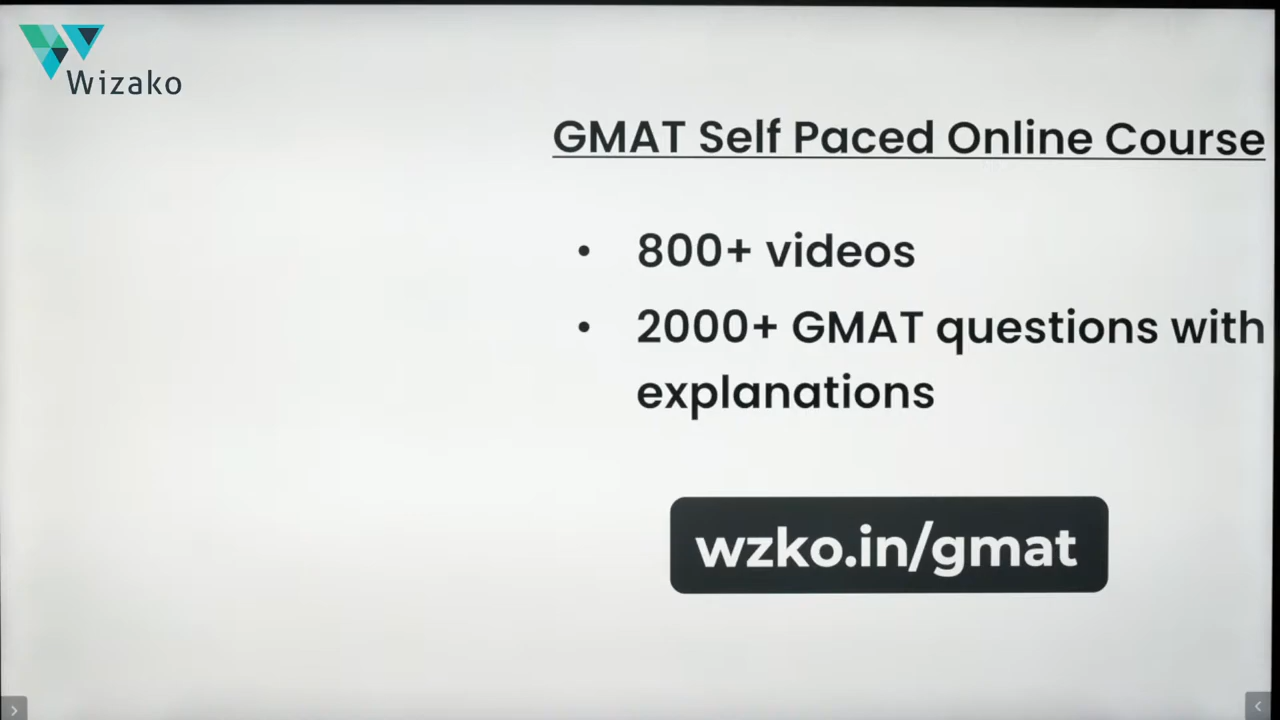 Wizako
GMAT Self Paced Online Course
• 800+ videos
• 2000+ GMAT questions with
explanations
wzko.in/gmat